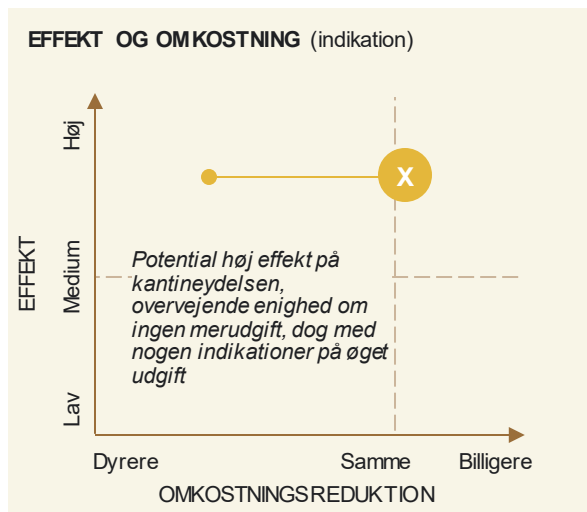 EFFEKT OG OMKOSTNING (indikation)
Høj
X
EFFEKT
Medium
Potential høj effekt på
kantineydelsen,
overvejende enighed om
ingen merudgift, dog med
nogen indikationer på øget
udgift
Lav
Dyrere Samme Billigere
OMKOSTNINGSREDUKTION